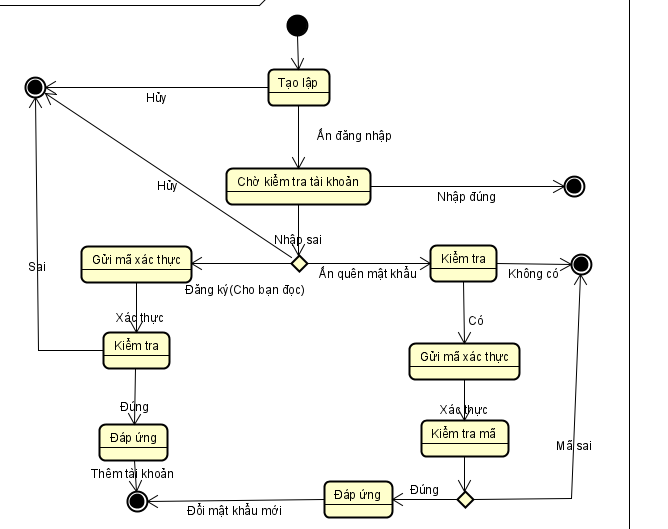 Tạo lập
Hủy
Ấn đăng nhập
Chờ kiểm tra tài khoản
Hủy
Nhập đúng
Nhập sai
Gửi mã xác thực
Kiểm tra
Sai
Ấn quên mật khẩu
Không có
Đăng ký(Cho bạn đọc)
Xác thực
Có
Kiểm tra
Gửi mã xác thực
Đúng
Xác thực
Đáp ứng
Kiểm tra mã
Mã sai
Thêm tài khoản
Đáp ứng
Đúng
Đổi mật khẩu mới